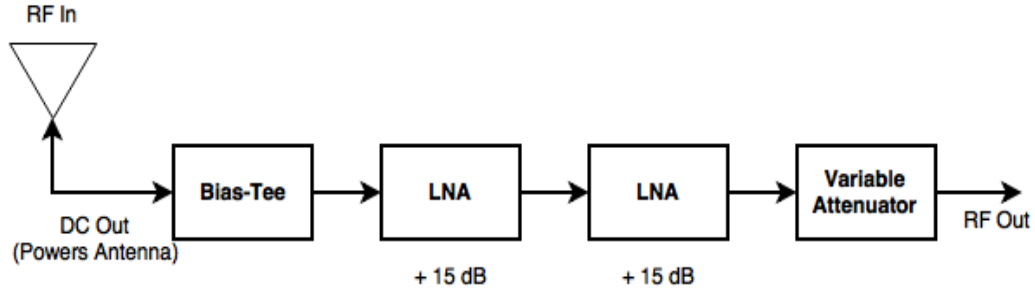 RF In
Bias-Tee
LNA
LNA
Variable
Attenuator
DC Out
(Powers Antenna)
RF Out
+ 15 dB
+ 15 dB